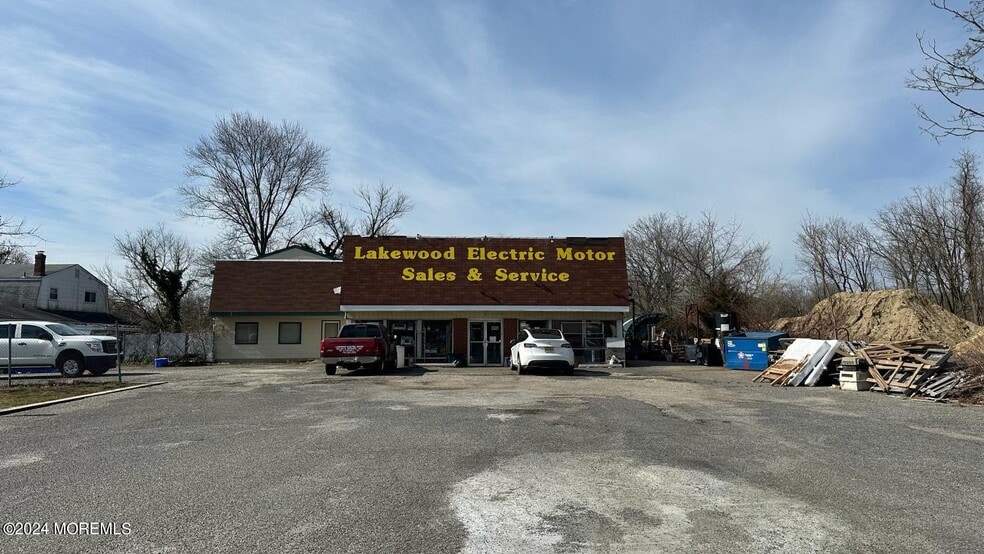 Lakewood Electric Motor
Sales & Service
©2024 MOREMLS